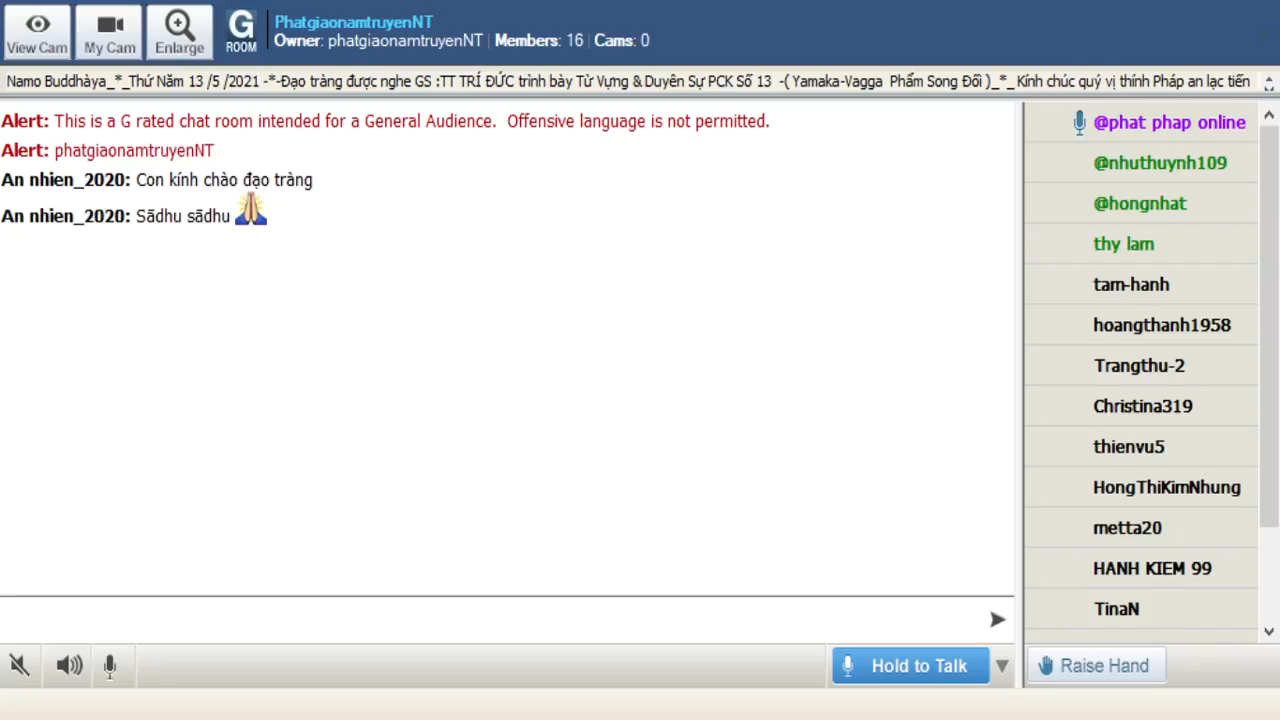 View Cam
My Cam
Enlarge
G
ROOM
PhatgiaonamtruyenNT
Owner: phatgiaonamtruyenNT | Members: 16 | Cams: 0
Namo Buddhàya_*_Thứ Năm 13 /5 /2021 -*-Đạo tràng được nghe GS :TT TRÍ ĐỨC trình bày Từ Vựng & Duyên Sự PCK Số 13 -( Yamaka-Vagga Phẩm Song Đối )_*_ Kính chúc quý vị thính Pháp an lạc tiến
Alert: This is a G rated chat room intended for a General Audience. Offensive language is not permitted.
Alert: phatgiaonamtruyenNT
An nhien_2020: Con kính chào đạo tràng
An nhien_2020: Sādhu sādhu
@phat phap online
@nhuthuynh109
@hongnhat
thy lam
tam-hanh
hoangthanh1958
Trangthu-2
Christina319
thienvu5
HongThiKimNhung
metta20
HANH KIEM 99
TinaN
Hold to Talk
Raise Hand